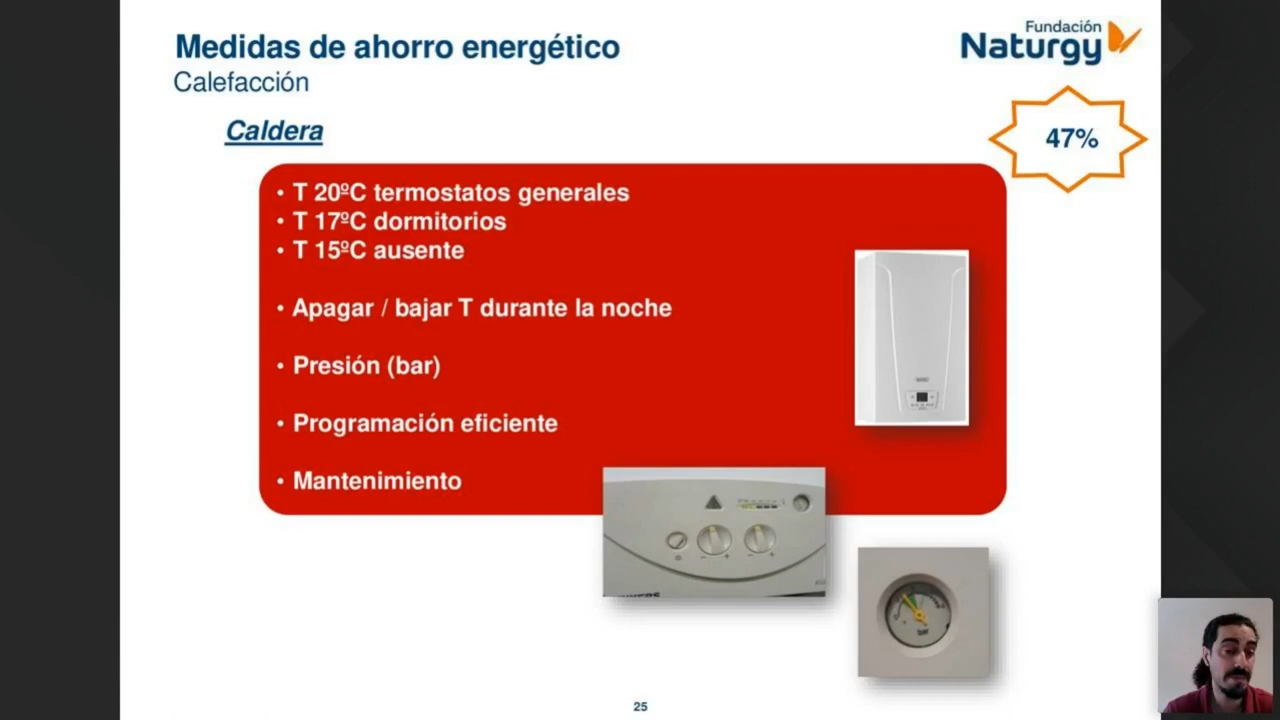 Medidas de ahorro energético
Calefacción
Fundación
Naturgy
Caldera
47%
• T 20ºC termostatos generales
• T 17ºC dormitorios
• T 15ºC ausente
• Apagar / bajar T durante la noche
• Presión (bar)
• Programación eficiente
• Mantenimiento
bar
25